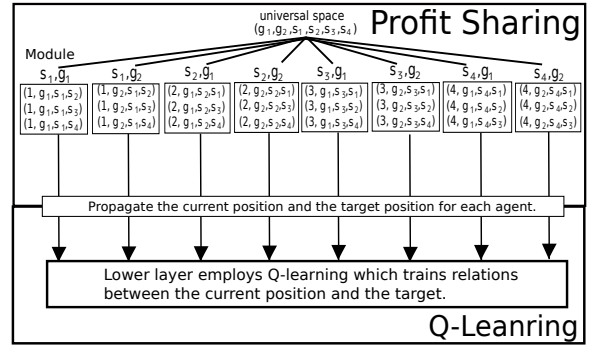 universal space
Profit Sharing
(g₁,g₂,s₁,s₂,s₃,s₄)
Module
s₁,g₁ s₁,g₂ s₂,g₁ s₂,g₂ s₃,g₁ s₃,g₂ s₄,g₁ s₄,g₂
(1, g₁,s₁,s₂) (1, g₂,s₁,s₂) (2, g₁,s₂,s₁) (2, g₂,s₂,s₁) (3, g₁,s₃,s₁) (3, g₂,s₃,s₁) (4, g₁,s₄,s₁) (4, g₂,s₄,s₁)
(1, g₁,s₁,s₃) (1, g₂,s₁,s₃) (2, g₁,s₂,s₃) (2, g₂,s₂,s₃) (3, g₁,s₃,s₂) (3, g₂,s₃,s₂) (4, g₁,s₄,s₂) (4, g₂,s₄,s₂)
(1, g₁,s₁,s₄) (1, g₂,s₁,s₄) (2, g₁,s₂,s₄) (2, g₂,s₂,s₄) (3, g₁,s₃,s₄) (3, g₂,s₃,s₄) (4, g₁,s₄,s₃) (4, g₂,s₄,s₃)
Propagate the current position and the target position for each agent.
Lower layer employs Q-learning which trains relations
between the current position and the target.
Q-Leanring